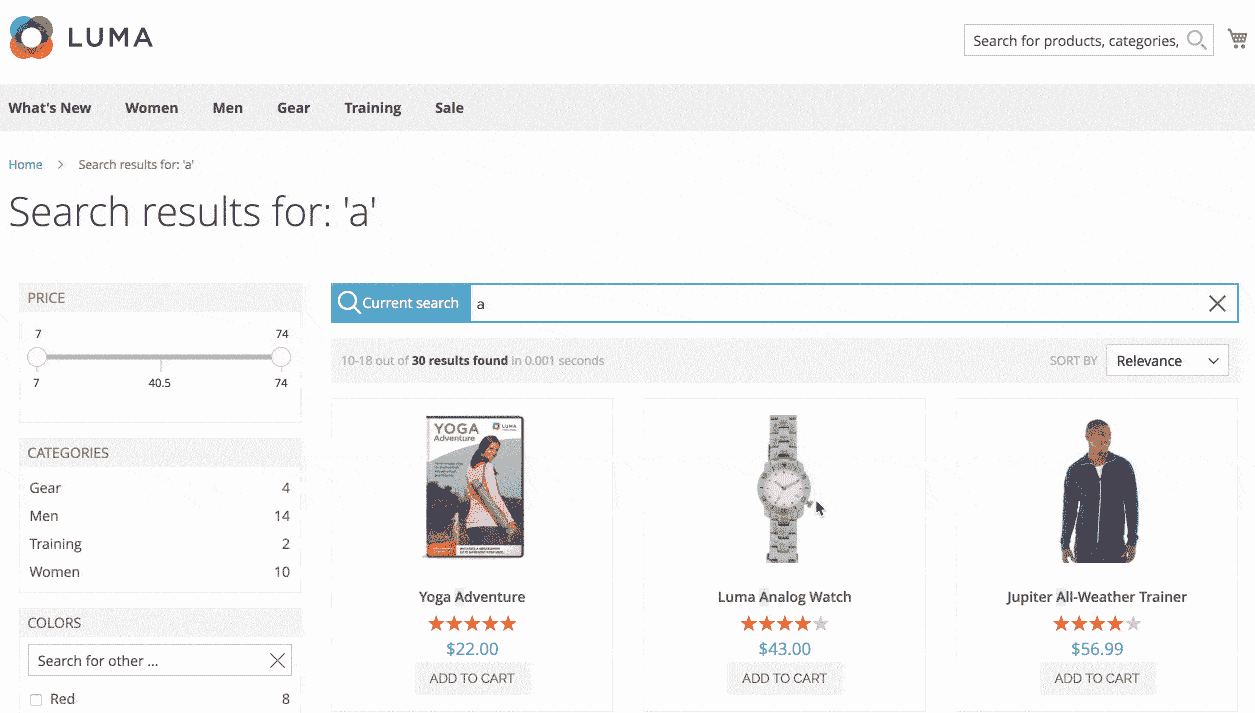 LUMA
Search for products, categories,
What's New Women Men Gear Training Sale
Home > Search results for: 'a'
Search results for: 'a'
PRICE
7 74
7 40.5 74
CATEGORIES
Gear 4
Men 14
Training 2
Women 10
COLORS
Search for other ...
Red 8
Current search a
10-18 out of 30 results found in 0.001 seconds
SORT BY Relevance
YOGA
Adventure
LUMA
Yoga Adventure
$22.00
ADD TO CART
Luma Analog Watch
$43.00
ADD TO CART
Jupiter All-Weather Trainer
$56.99
ADD TO CART